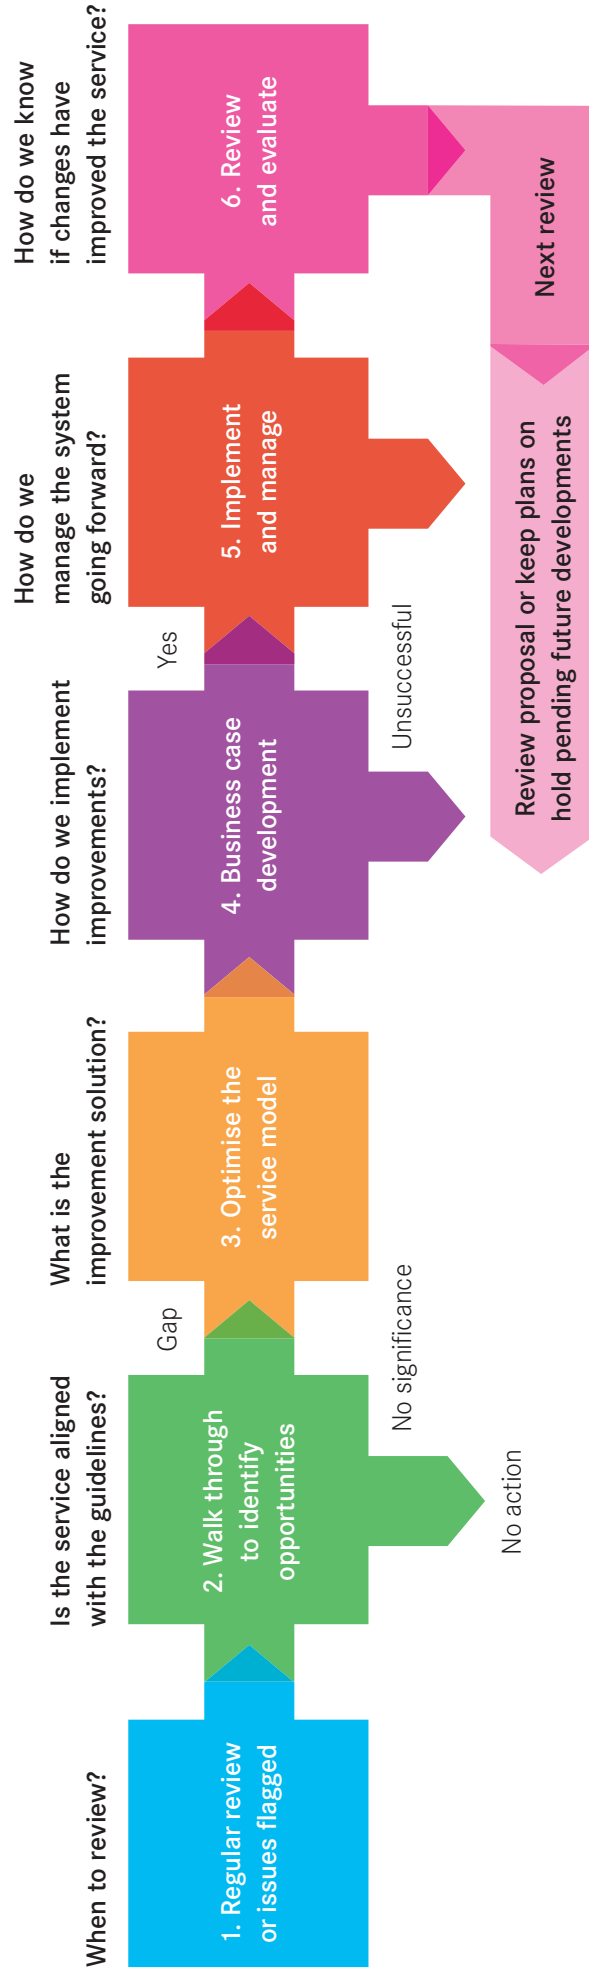 When to review?
1. Regular review
or issues flagged
Is the service aligned
with the guidelines?
2. Walk through
to identify
opportunities
Gap
No significance
No action
What is the
improvement solution?
3. Optimise the
service model
How do we implement
improvements?
4. Business case
development
Yes
Unsuccessful
How do we
manage the system
going forward?
5. Implement
and manage
How do we know
if changes have
improved the service?
6. Review
and evaluate
Next review
Review proposal or keep plans on
hold pending future developments